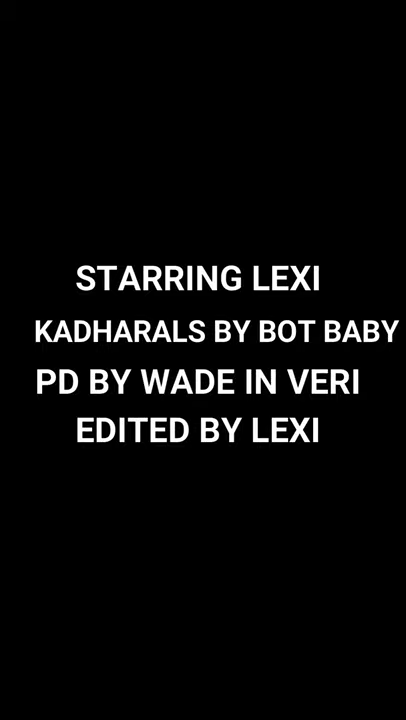 STARRING LEXI
KADHARALS BY BOT BABY
PD BY WADE IN VERI
EDITED BY LEXI